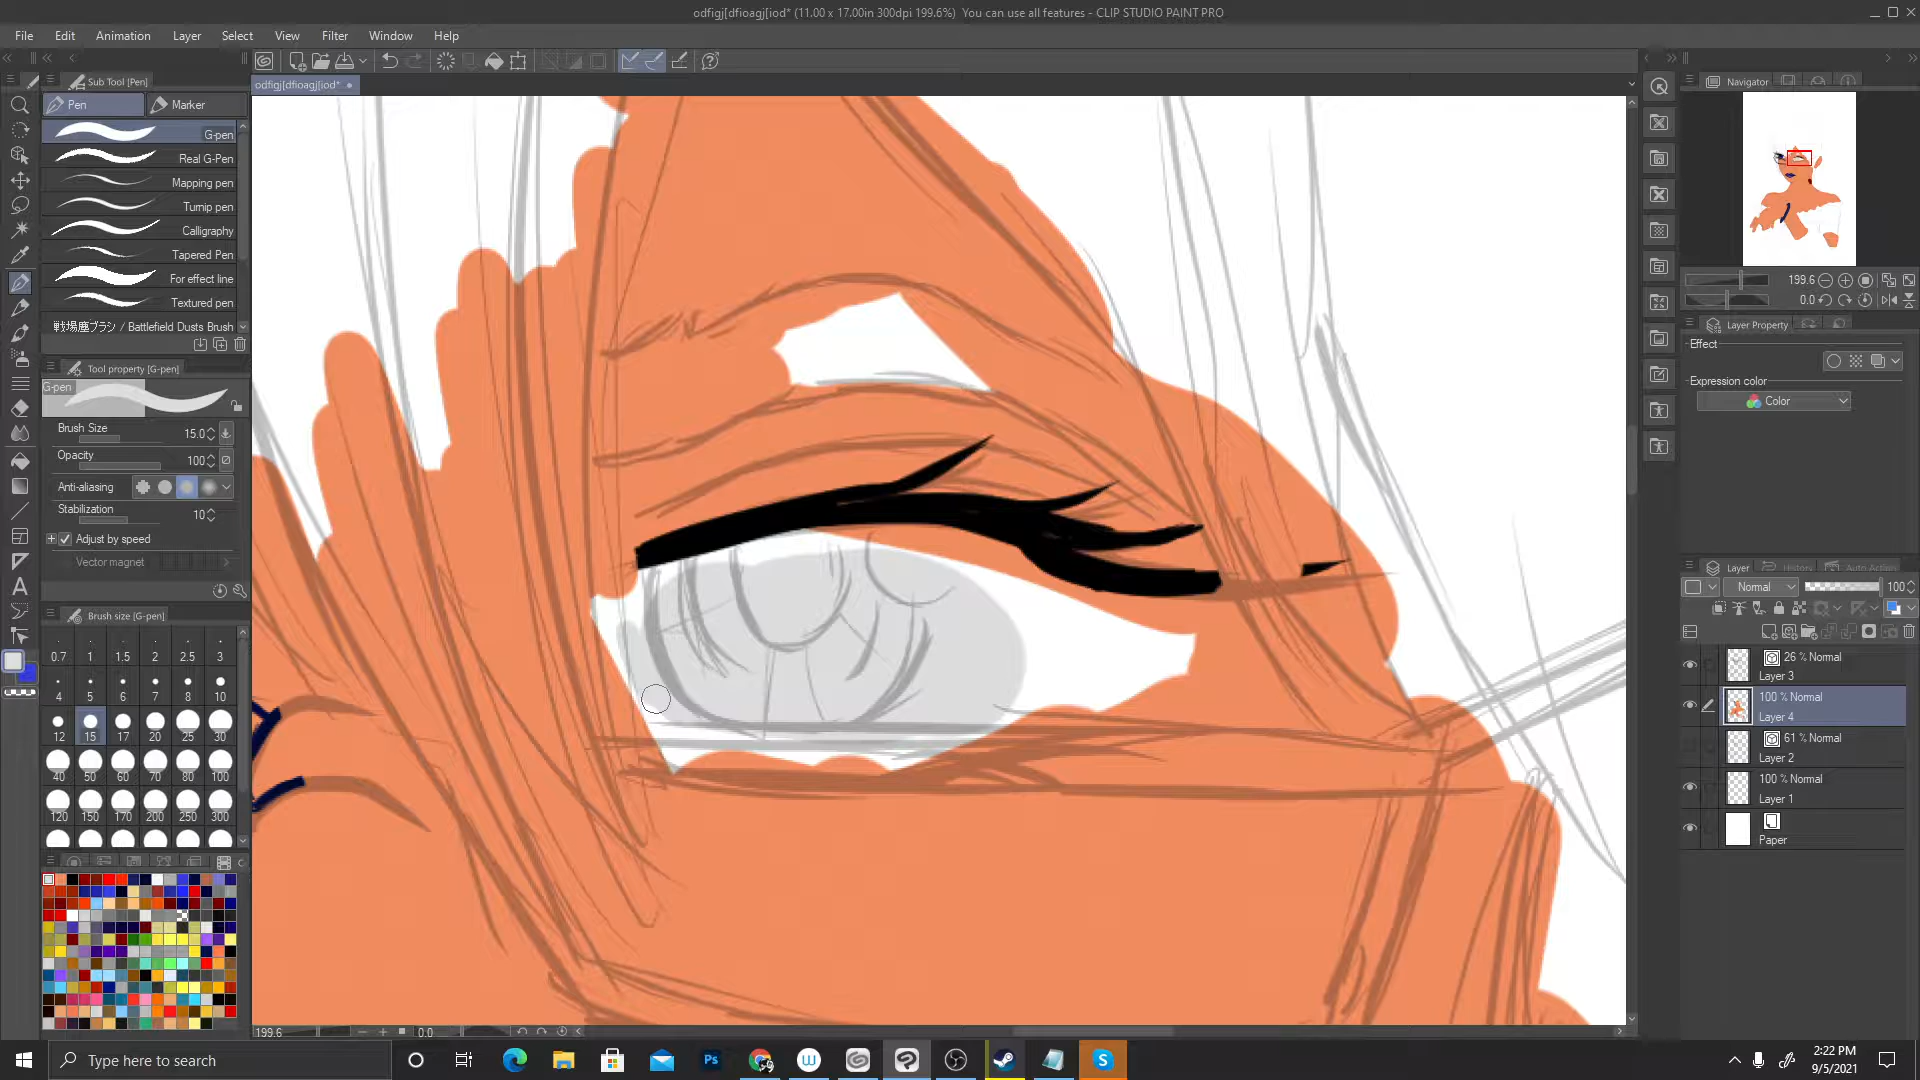 odfigj[dfioagj[iod* (11.00 x 17.00in 300dpi 199.6%)  You can use all features - CLIP STUDIO PAINT PRO
File Edit Animation Layer Select View Filter Window Help
Sub Tool [Pen]
odfigj[dfioagj[iod*
Navigator
Pen Marker
G-pen
Real G-Pen
Mapping pen
Turnip pen
Calligraphy
Tapered Pen
For effect line
Textured pen
戦場塵ブラシ / Battlefield Dusts Brush
Tool property [G-pen]
G-pen
Brush Size 15.0
Opacity 100
Anti-aliasing
Stabilization 10
Adjust by speed
Vector magnet
Brush size [G-pen]
0.7 1 1.5 2 2.5 3
4 5 6 7 8 10
12 15 17 20 25 30
40 50 60 70 80 100
120 150 170 200 250 300
199.6 0.0
199.6
0.0
Layer Property
Effect
Expression color
Color
Layer History Auto Action
Normal 100
26 % Normal
Layer 3
100 % Normal
Layer 4
61 % Normal
Layer 2
100 % Normal
Layer 1
Paper
Type here to search
2:22 PM
9/5/2021